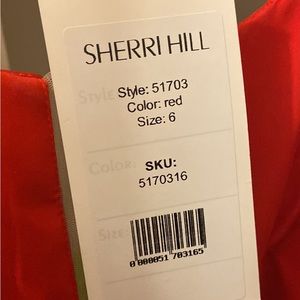 SHERRI HILL
Style: 51703
Color: red
Size: 6
SKU:
5170316
0 000051 703165